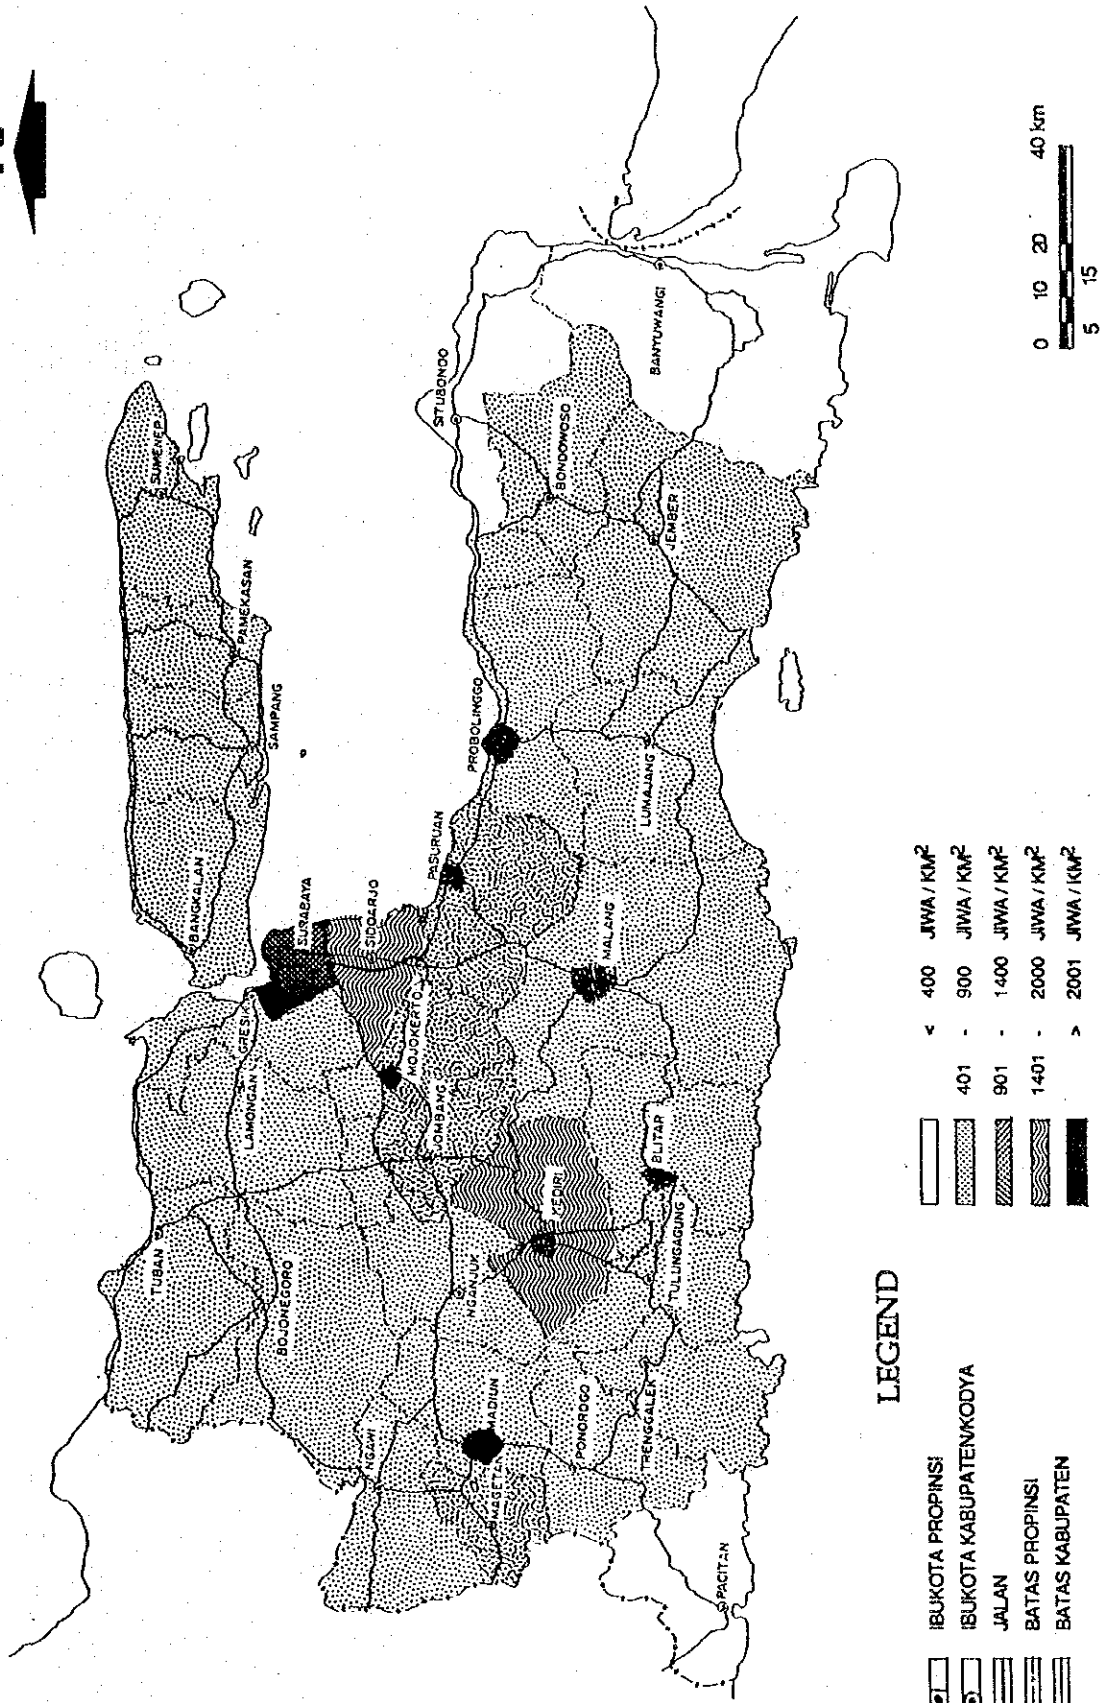 TUBAN
BOJONEGORO
LAMONGAN
GRESIK
BANGKALAN
SAMPANG
PAMEKASAN
SUMENEP
SURABAYA
SIDOARJO
MOJOKERTO
JOMBANG
NGAWI
MADIUN
MAGETAN
NGANJUK
KEDIRI
PASURUAN
PROBOLINGGO
SITUBONDO
BONDOWOSO
BANYUWANGI
JEMBER
LUMAJANG
MALANG
BLITAR
TULUNGAGUNG
TRENGGALEK
PONOROGO
PACITAN
LEGEND
IBUKOTA PROPINSI
IBUKOTA KABUPATEN/KODYA
JALAN
BATAS PROPINSI
BATAS KABUPATEN
< 400 JIWA / KM²
401 - 900 JIWA / KM²
901 - 1400 JIWA / KM²
1401 - 2000 JIWA / KM²
> 2001 JIWA / KM²
0 10 20 40 km
5 15